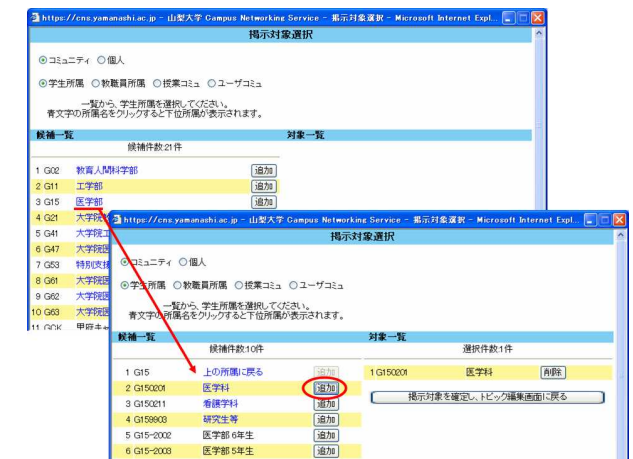 https://cns.yamanashi.ac.jp - 山梨大学 Campus Networking Service - 掲示対象選択 - Microsoft Internet Expl...
掲示対象選択
コミュニティ 個人
学生所属 教職員所属 授業コミュ ユーザコミュ
一覧から、学生所属を選択してください。
青文字の所属名をクリックすると下位所属が表示されます。
候補一覧 対象一覧
候補件数:21件
1 G02 教育人間科学部 追加
2 G11 工学部 追加
3 G15 医学部 追加
4 G21 大学院
5 G41 大学院工
6 G47 大学院医
7 G53 特別支援
8 G61 大学院医
9 G62 大学院医
10 G63 大学院医
11 GCK 甲府キャ
https://cns.yamanashi.ac.jp - 山梨大学 Campus Networking Service - 掲示対象選択 - Microsoft Internet Expl...
掲示対象選択
コミュニティ 個人
学生所属 教職員所属 授業コミュ ユーザコミュ
一覧から、学生所属を選択してください。
青文字の所属名をクリックすると下位所属が表示されます。
候補一覧 対象一覧
候補件数:10件 選択件数:1件
1 G15 上の所属に戻る 追加 1 G150201 医学科 削除
2 G150201 医学科 追加
掲示対象を確定し、トピック編集画面に戻る
3 G150211 看護学科 追加
4 G159903 研究生等 追加
5 G15-2002 医学部 6年生 追加
6 G15-2003 医学部 5年生 追加